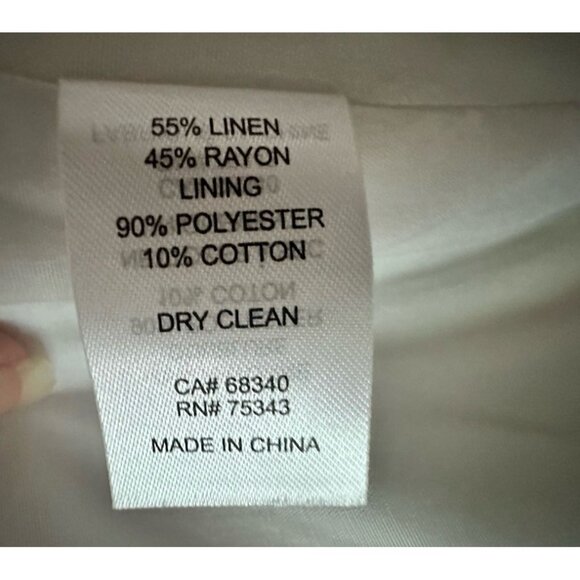 55% LINEN
45% RAYON
LINING
90% POLYESTER
10% COTTON
DRY CLEAN
CA# 68340
RN# 75343
MADE IN CHINA